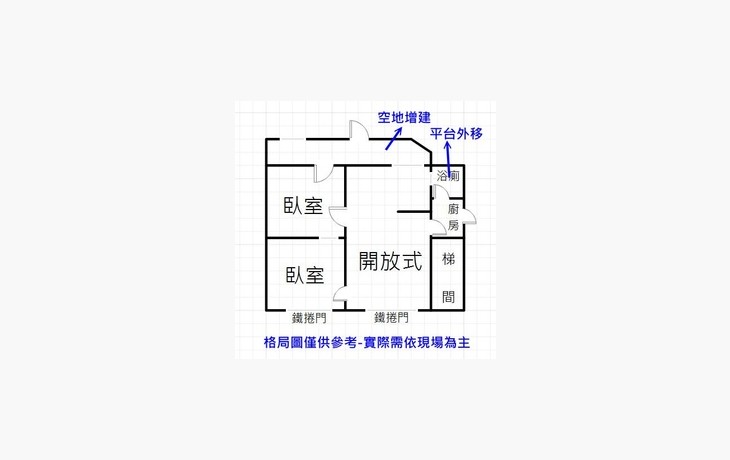 空地增建
平台外移
浴廁
臥室
廚房
開放式
臥室
梯間
鐵捲門
鐵捲門
格局圖僅供參考-實際需依現場為主